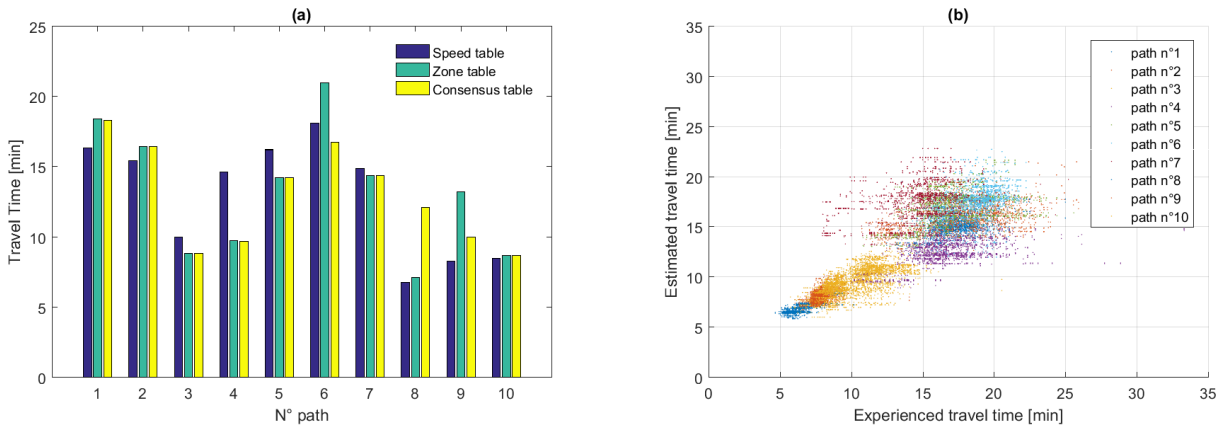 (a)
25
20
15
10
5
0
Travel Time [min]
Speed table
Zone table
Consensus table
1 2 3 4 5 6 7 8 9 10
N° path
(b)
35
30
25
20
15
10
5
0
Estimated travel time [min]
path n°1
path n°2
path n°3
path n°4
path n°5
path n°6
path n°7
path n°8
path n°9
path n°10
0 5 10 15 20 25 30 35
Experienced travel time [min]